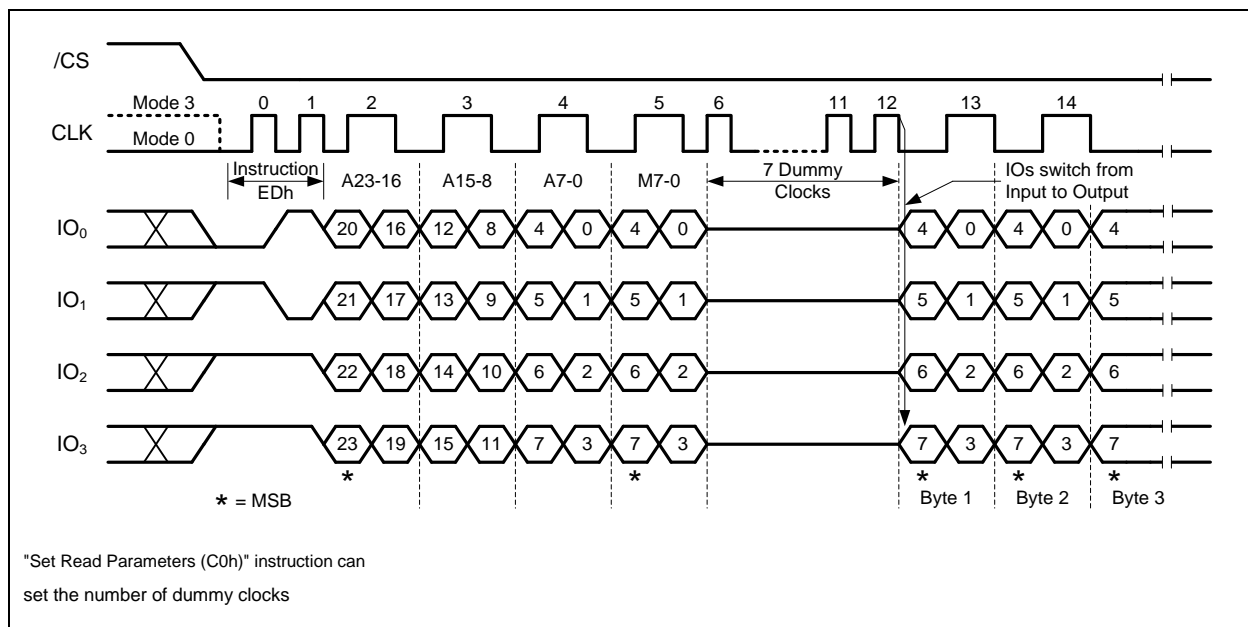 /CS
Mode 3 0 1 2 3 4 5 6 11 12 13 14
CLK Mode 0
Instruction EDh A23-16 A15-8 A7-0 M7-0 7 Dummy Clocks IOs switch from Input to Output
IO₀ 20 16 12 8 4 0 4 0 4 0 4 0 4
IO₁ 21 17 13 9 5 1 5 1 5 1 5 1 5
IO₂ 22 18 14 10 6 2 6 2 6 2 6 2 6
IO₃ 23 19 15 11 7 3 7 3 7 3 7 3 7
* * * * *
* = MSB Byte 1 Byte 2 Byte 3
"Set Read Parameters (C0h)" instruction can
set the number of dummy clocks